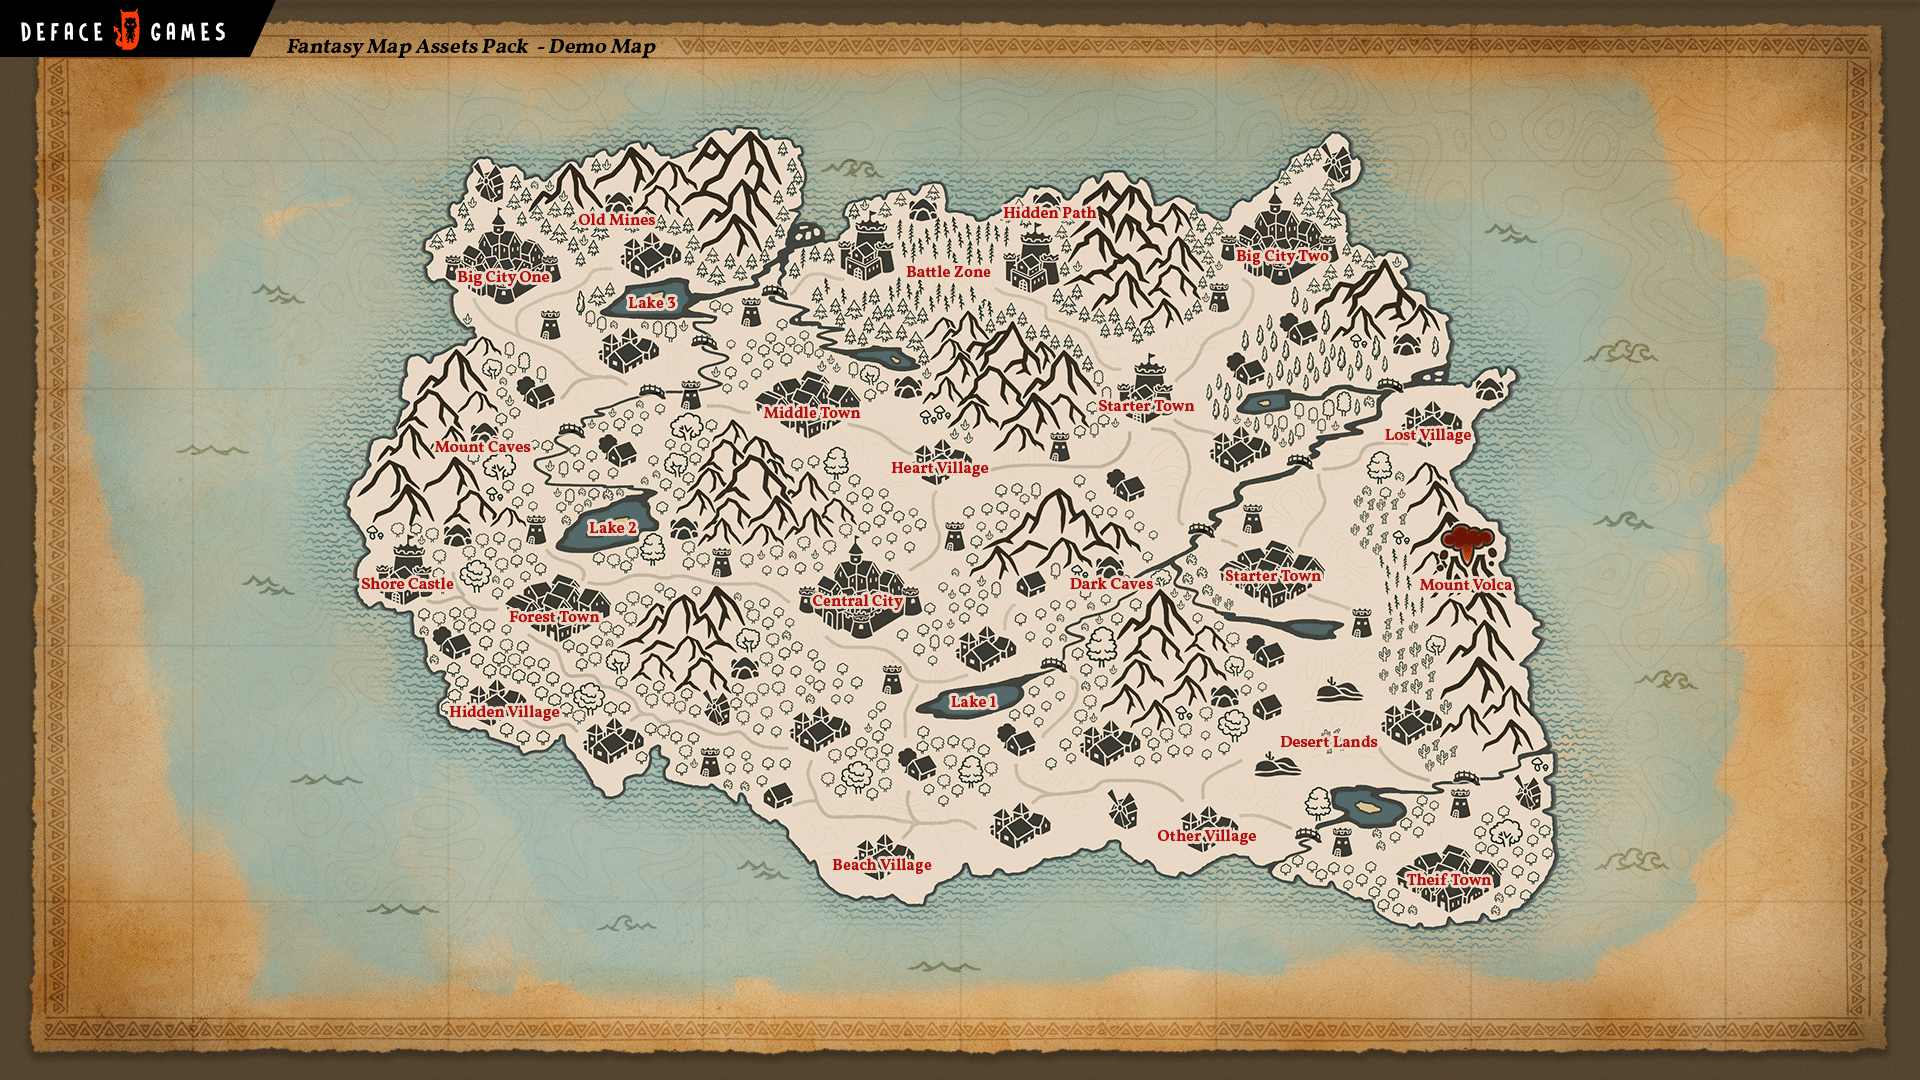 DEFACE GAMES
Fantasy Map Assets Pack - Demo Map
Old Mines
Hidden Path
Big City One
Battle Zone
Big City Two
Lake 3
Middle Town
Starter Town
Lost Village
Mount Caves
Heart Village
Lake 2
Shore Castle
Dark Caves
Starter Town
Mount Volca
Forest Town
Central City
Hidden Village
Lake 1
Desert Lands
Other Village
Beach Village
Theif Town